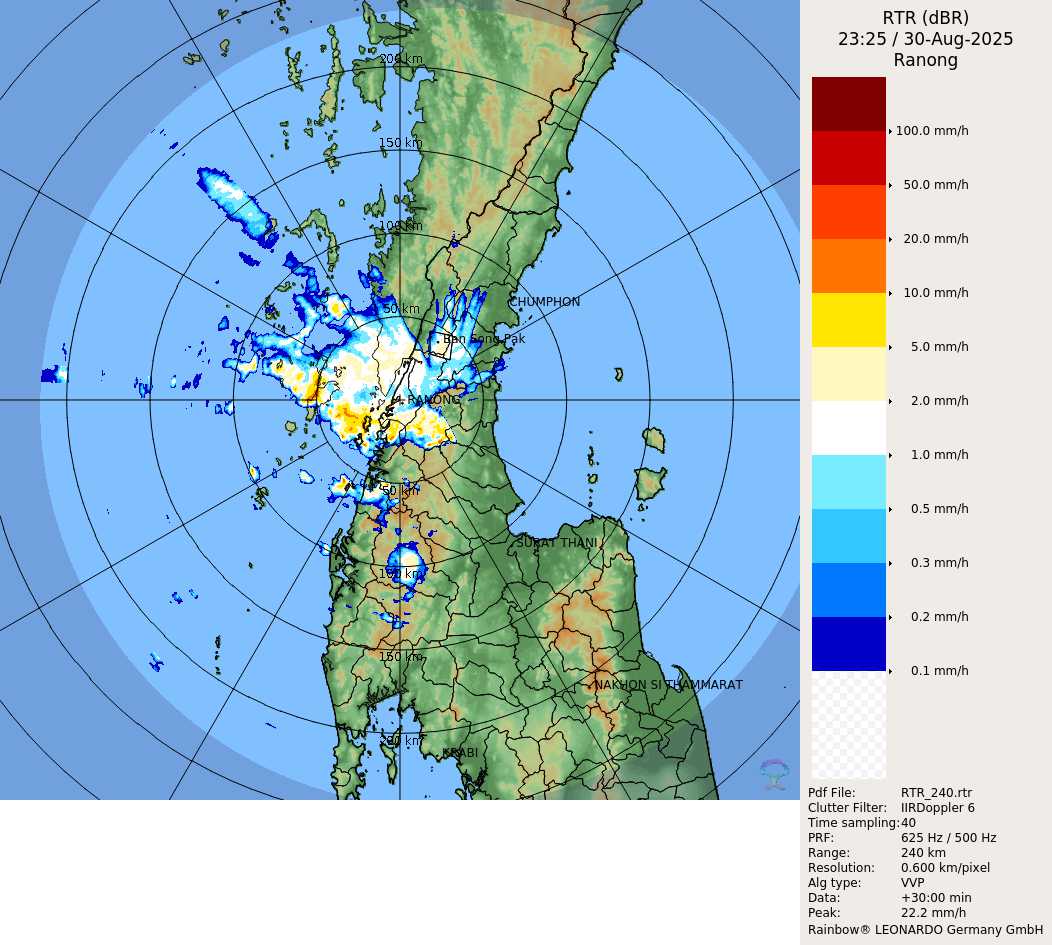 RTR (dBR)
23:25 / 30-Aug-2025
Ranong
200 km
150 km
100 km
50 km
CHUMPHON
Ban Song Pak
RANONG
50 km
SURAT THANI
100 km
150 km
NAKHON SI THAMMARAT
200 km
KRABI
100.0 mm/h
50.0 mm/h
20.0 mm/h
10.0 mm/h
5.0 mm/h
2.0 mm/h
1.0 mm/h
0.5 mm/h
0.3 mm/h
0.2 mm/h
0.1 mm/h
Pdf File: RTR_240.rtr
Clutter Filter: IIRDoppler 6
Time sampling:40
PRF: 625 Hz / 500 Hz
Range: 240 km
Resolution: 0.600 km/pixel
Alg type: VVP
Data: +30:00 min
Peak: 22.2 mm/h
Rainbow® LEONARDO Germany GmbH